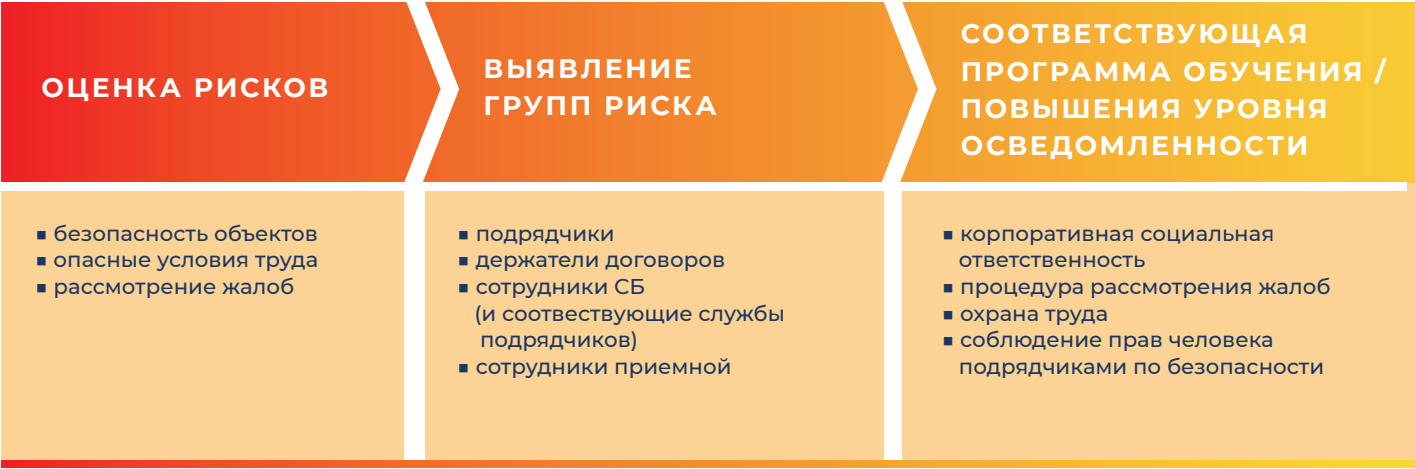 ОЦЕНКА РИСКОВ
ВЫЯВЛЕНИЕ
ГРУПП РИСКА
СООТВЕТСТВУЮЩАЯ
ПРОГРАММА ОБУЧЕНИЯ /
ПОВЫШЕНИЯ УРОВНЯ
ОСВЕДОМЛЕННОСТИ
▪ безопасность объектов
▪ опасные условия труда
▪ рассмотрение жалоб
▪ подрядчики
▪ держатели договоров
▪ сотрудники СБ
(и соотвествующие службы
подрядчиков)
▪ сотрудники приемной
▪ корпоративная социальная
ответственность
▪ процедура рассмотрения жалоб
▪ охрана труда
▪ соблюдение прав человека
подрядчиками по безопасности